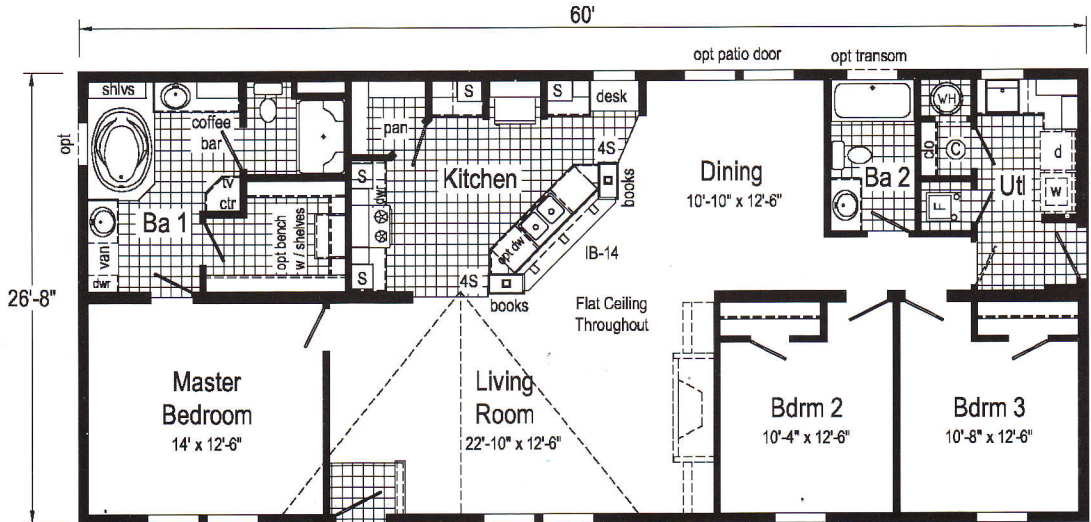 60'
opt patio door
opt transom
shlvs
coffee
bar
opt
pan
S
S
desk
4S
S
dwr
Kitchen
books
Dining
10'-10" x 12'-6"
Ba 2
WH
clo
C
F
Utl
d
w
tv
ctr
Ba 1
van
dwr
opt bench
w / shelves
S
opt dw
IB-14
4S
books
26'-8"
Flat Ceiling
Throughout
Master
Bedroom
14' x 12'-6"
Living
Room
22'-10" x 12'-6"
Bdrm 2
10'-4" x 12'-6"
Bdrm 3
10'-8" x 12'-6"